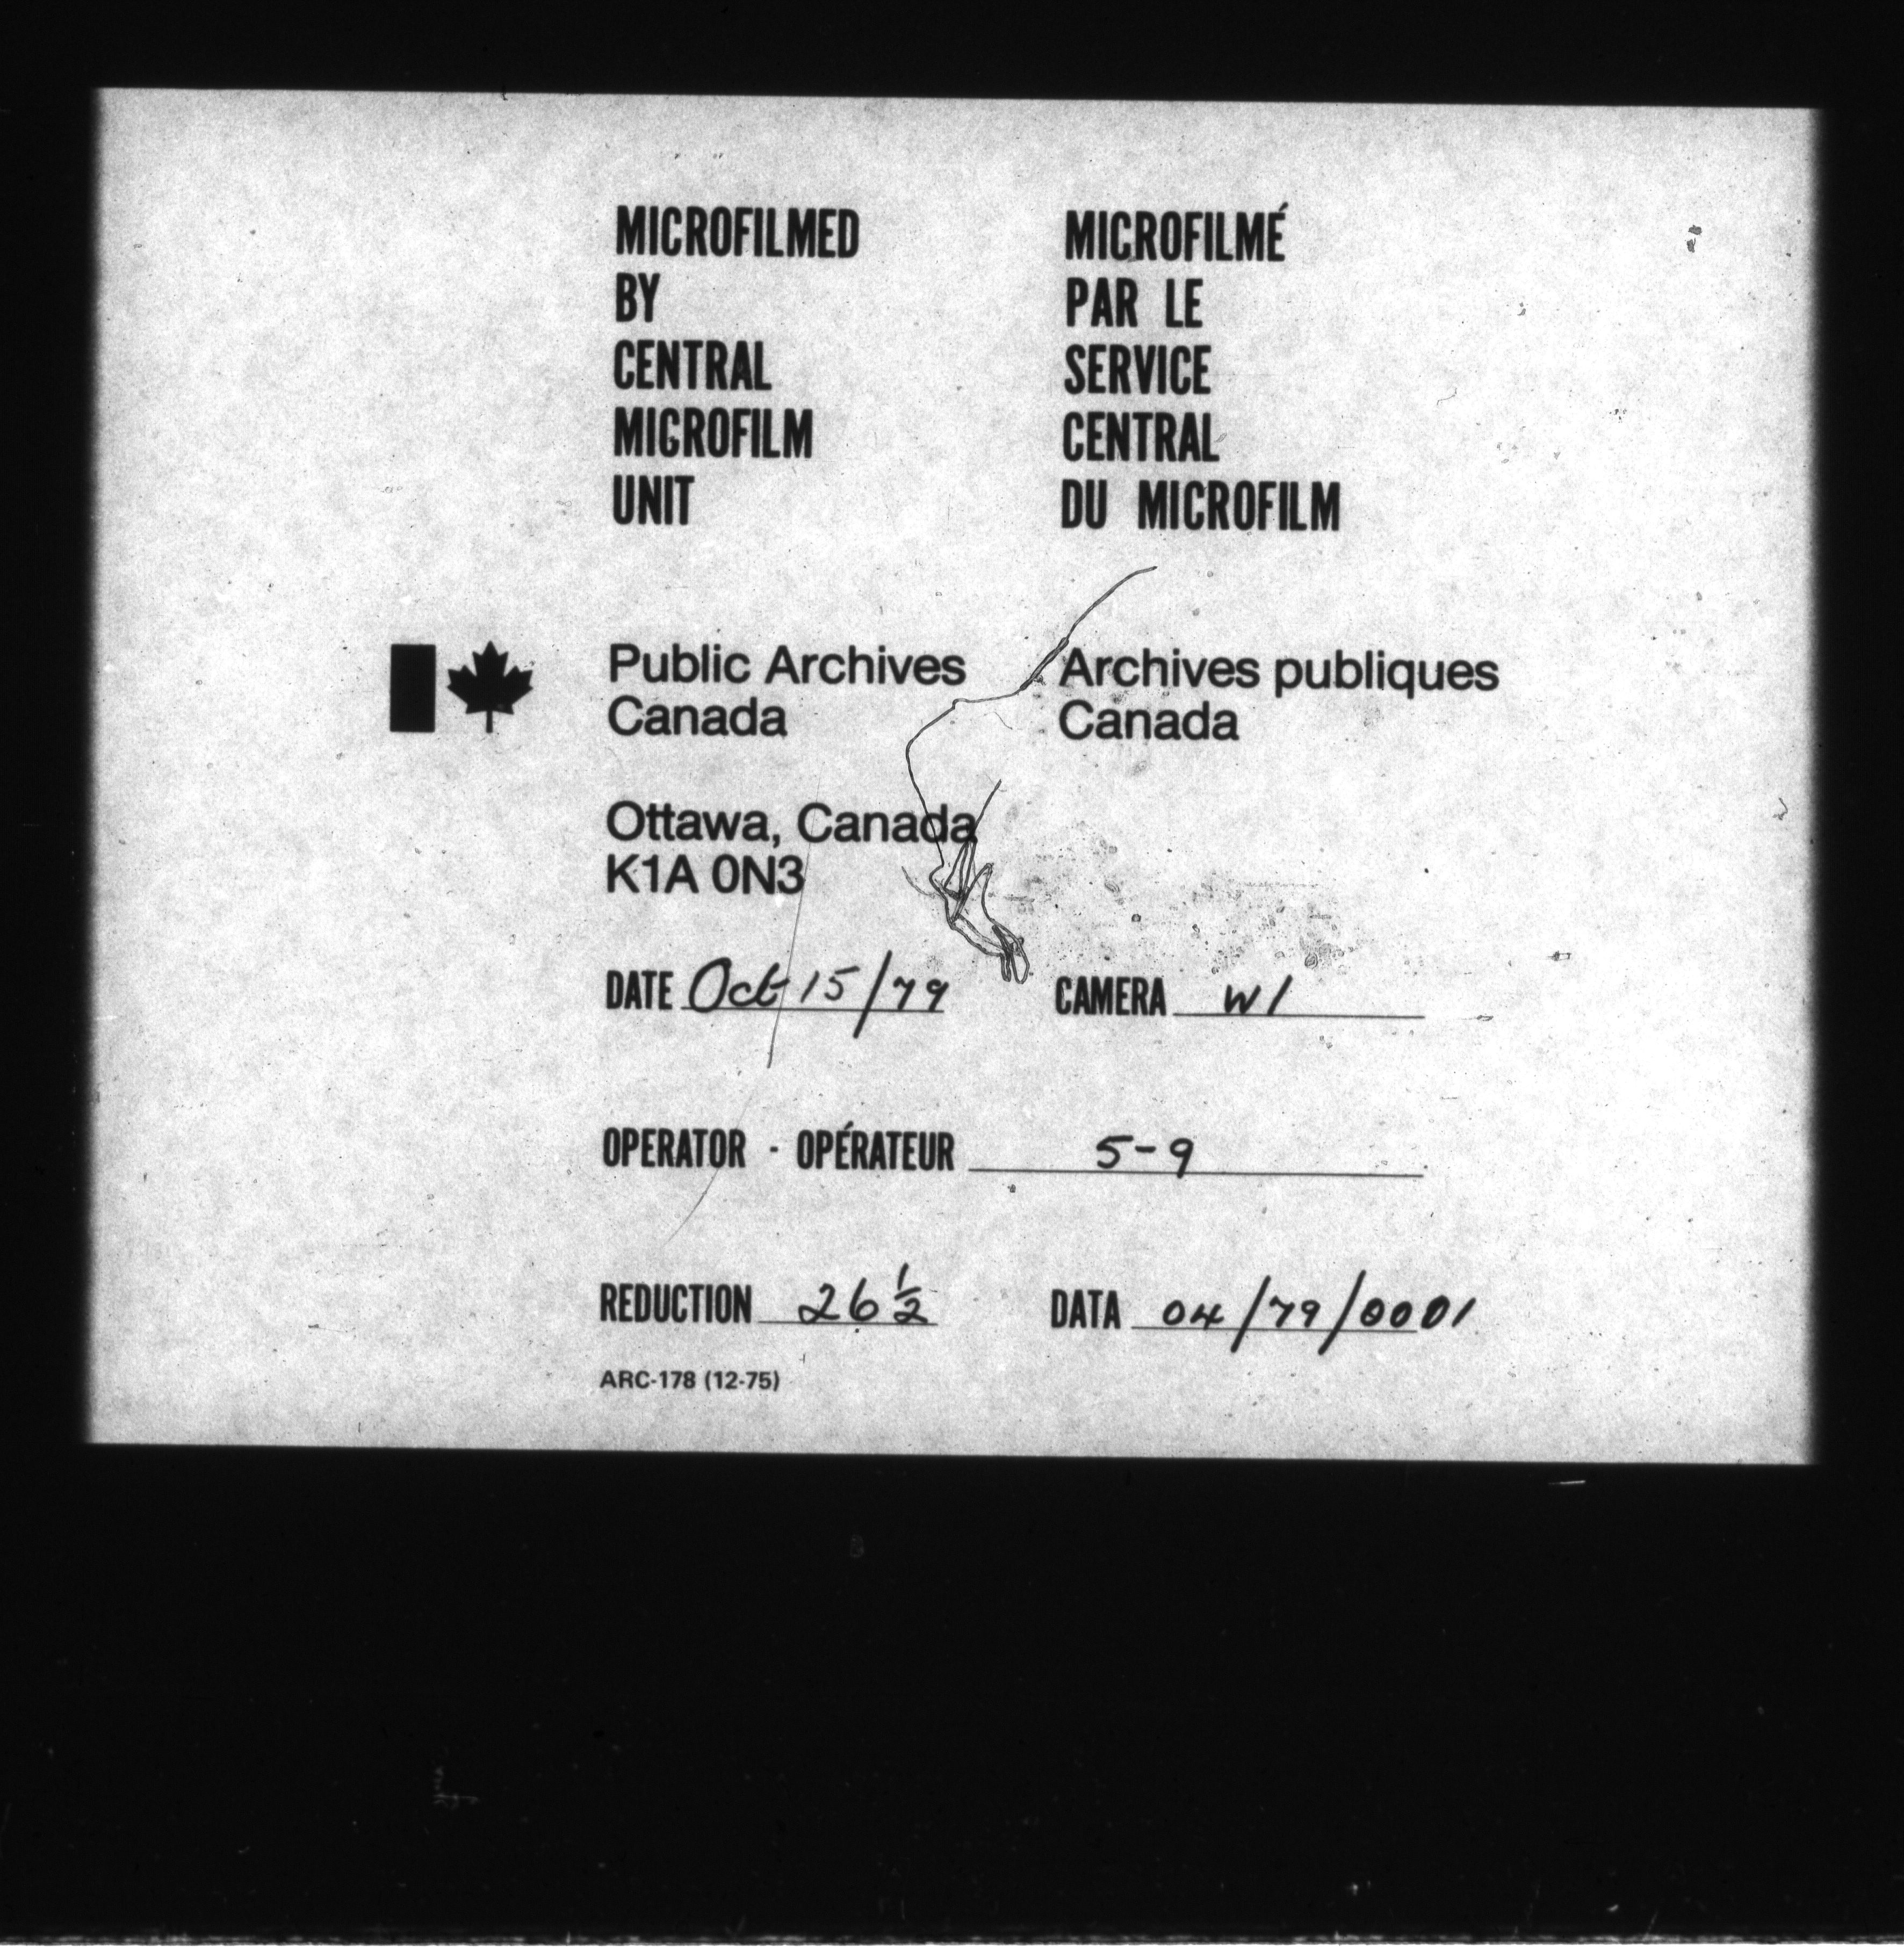 MICROFILMED
BY
CENTRAL
MICROFILM
UNIT
MICROFILMÉ
PAR LE
SERVICE
CENTRAL
DU MICROFILM
Public Archives
Canada
Archives publiques
Canada
Ottawa, Canada
K1A 0N3
DATE Oct 15/79
CAMERA W1
OPERATOR - OPÉRATEUR 5-9
REDUCTION 26 1/2
DATA 04/79/0001
ARC-178 (12-75)